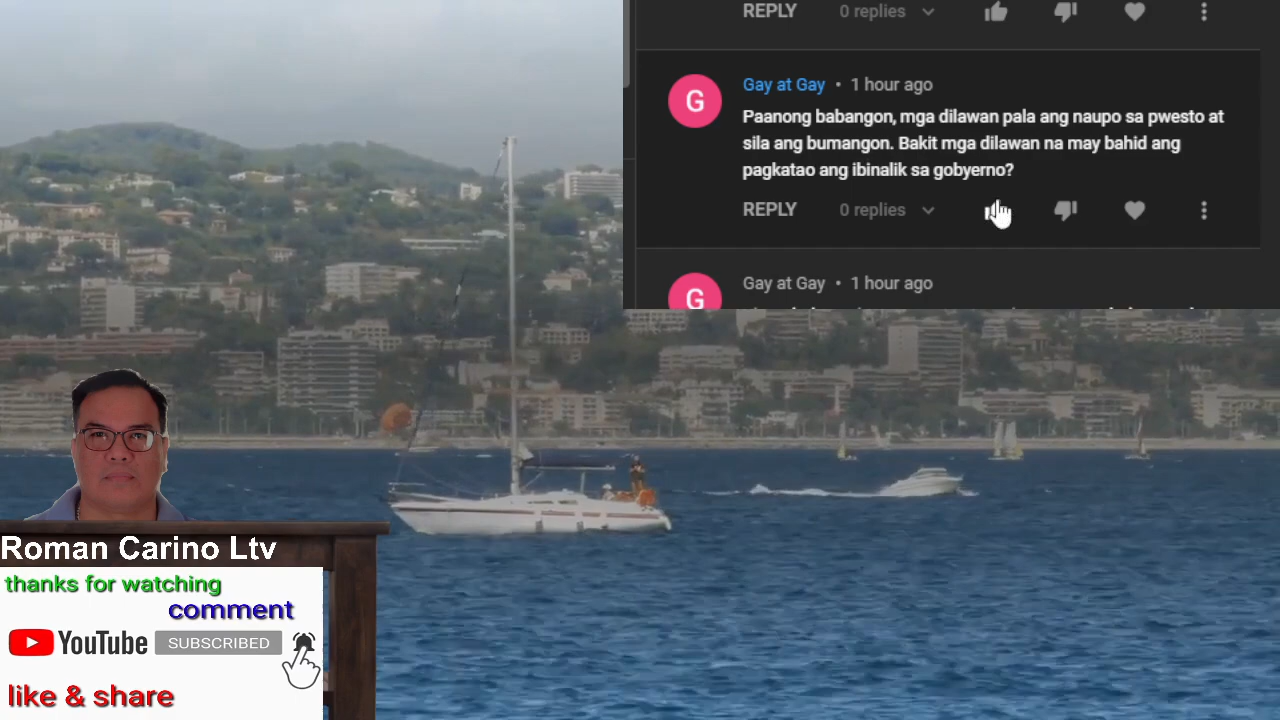 REPLY 0 replies
G
Gay at Gay • 1 hour ago
Paanong babangon, mga dilawan pala ang naupo sa pwesto at
sila ang bumangon. Bakit mga dilawan na may bahid ang
pagkatao ang ibinalik sa gobyerno?
REPLY 0 replies
G
Gay at Gay • 1 hour ago
Roman Carino Ltv
thanks for watching
comment
YouTube SUBSCRIBED
like & share